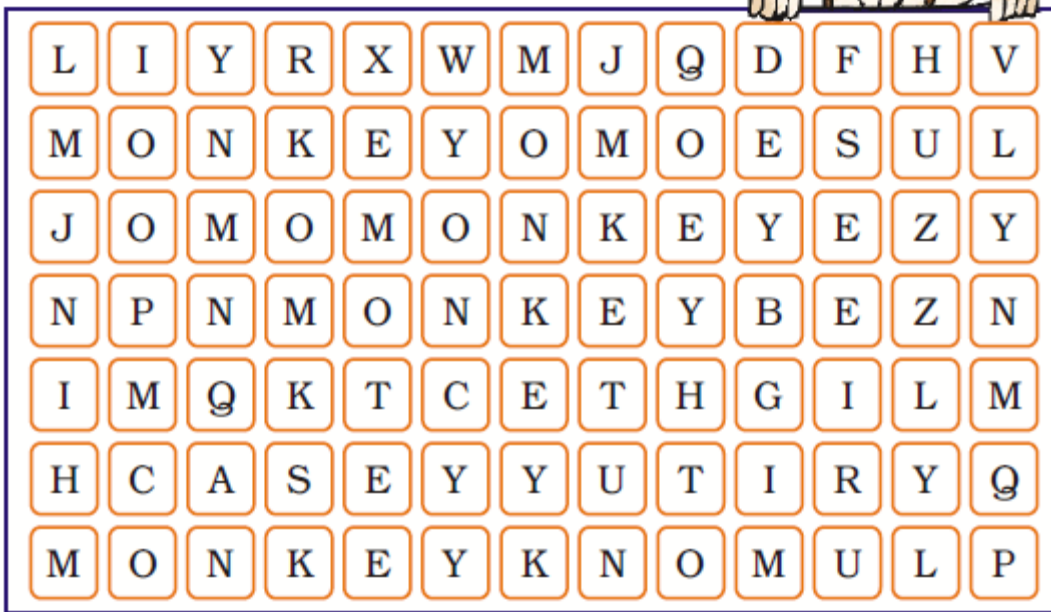 L I Y R X W M J Q D F H V
M O N K E Y O M O E S U L
J O M O M O N K E Y E Z Y
N P N M O N K E Y B E Z N
I M Q K T C E T H G I L M
H C A S E Y Y U T I R Y Q
M O N K E Y K N O M U L P